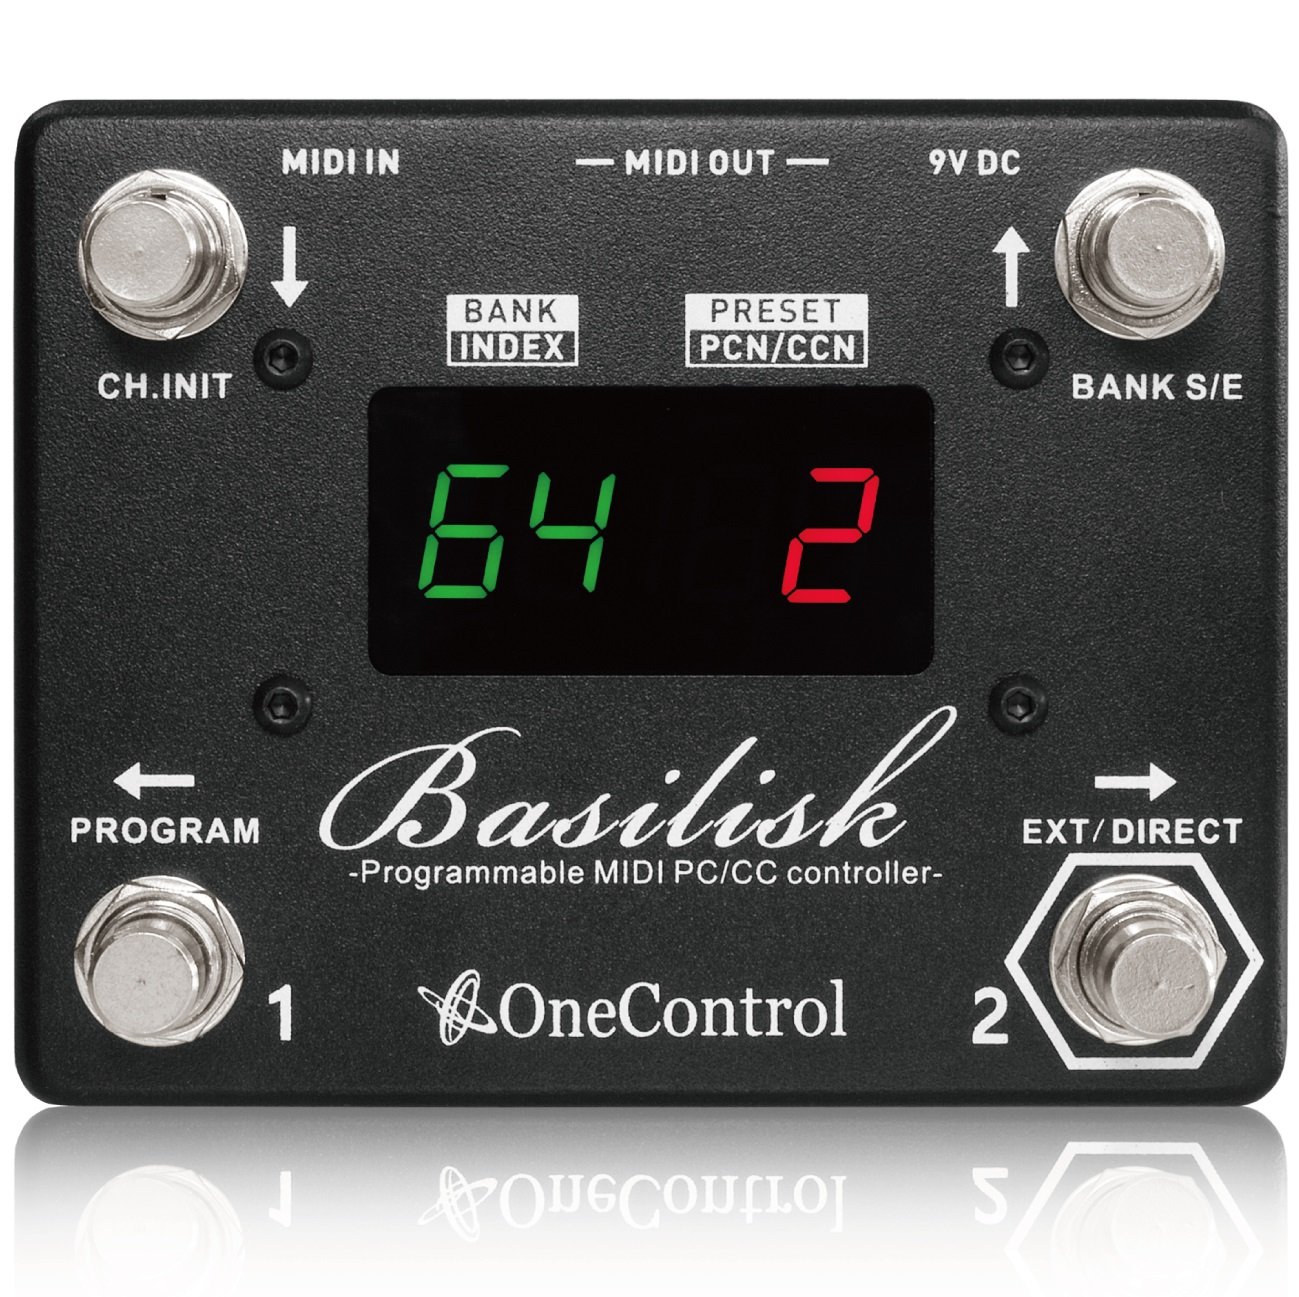 MIDI IN — MIDI OUT — 9V DC
BANK PRESET
INDEX PCN/CCN
CH.INIT BANK S/E
64 2
Basilisk
PROGRAM EXT/DIRECT
-Programmable MIDI PC/CC controller-
1 OneControl 2